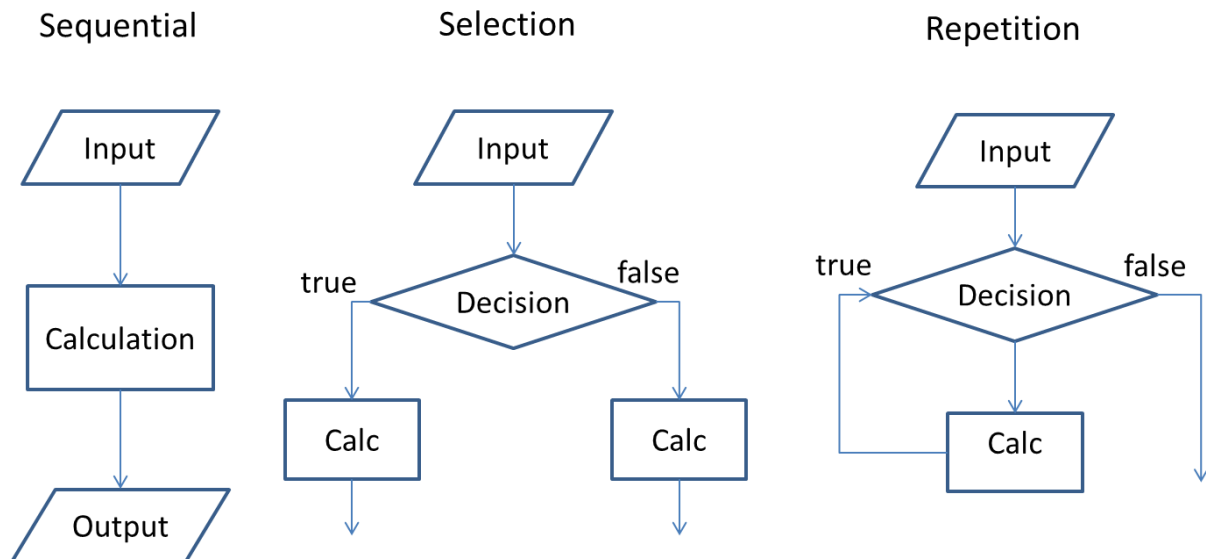 Sequential
Input
Calculation
Output
Selection
Input
true
false
Decision
Calc
Calc
Repetition
Input
true
false
Decision
Calc